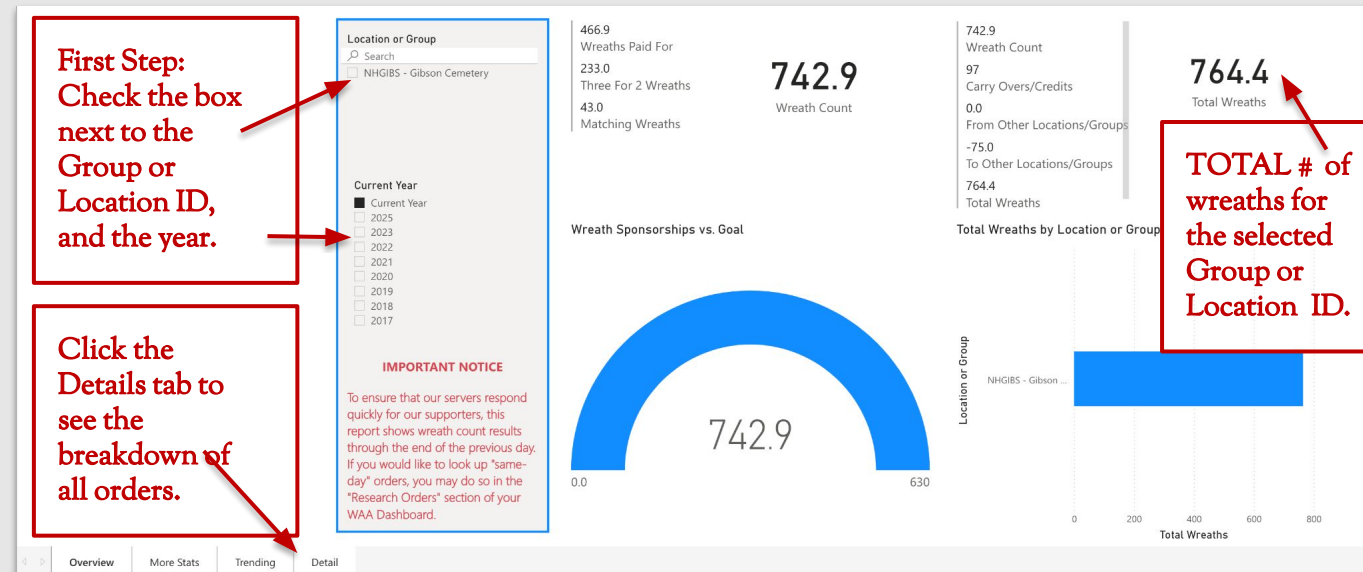 First Step:
Check the box
next to the
Group or
Location ID,
and the year.
Click the
Details tab to
see the
breakdown of
all orders.
Location or Group
Search
NHGIBS - Gibson Cemetery
Current Year
Current Year
2025
2023
2022
2021
2020
2019
2018
2017
IMPORTANT NOTICE
To ensure that our servers respond
quickly for our supporters, this
report shows wreath count results
through the end of the previous day.
If you would like to look up "same-
day" orders, you may do so in the
"Research Orders" section of your
WAA Dashboard.
466.9
Wreaths Paid For
233.0
Three For 2 Wreaths
43.0
Matching Wreaths
742.9
Wreath Count
742.9
Wreath Count
97
Carry Overs/Credits
0.0
From Other Locations/Groups
-75.0
To Other Locations/Groups
764.4
Total Wreaths
764.4
Total Wreaths
TOTAL # of
wreaths for
the selected
Group or
Location ID.
Wreath Sponsorships vs. Goal
742.9
0.0
630
Total Wreaths by Location or Group
Location or Group
NHGIBS - Gibson ...
0 200 400 600 800
Total Wreaths
Overview More Stats Trending Detail